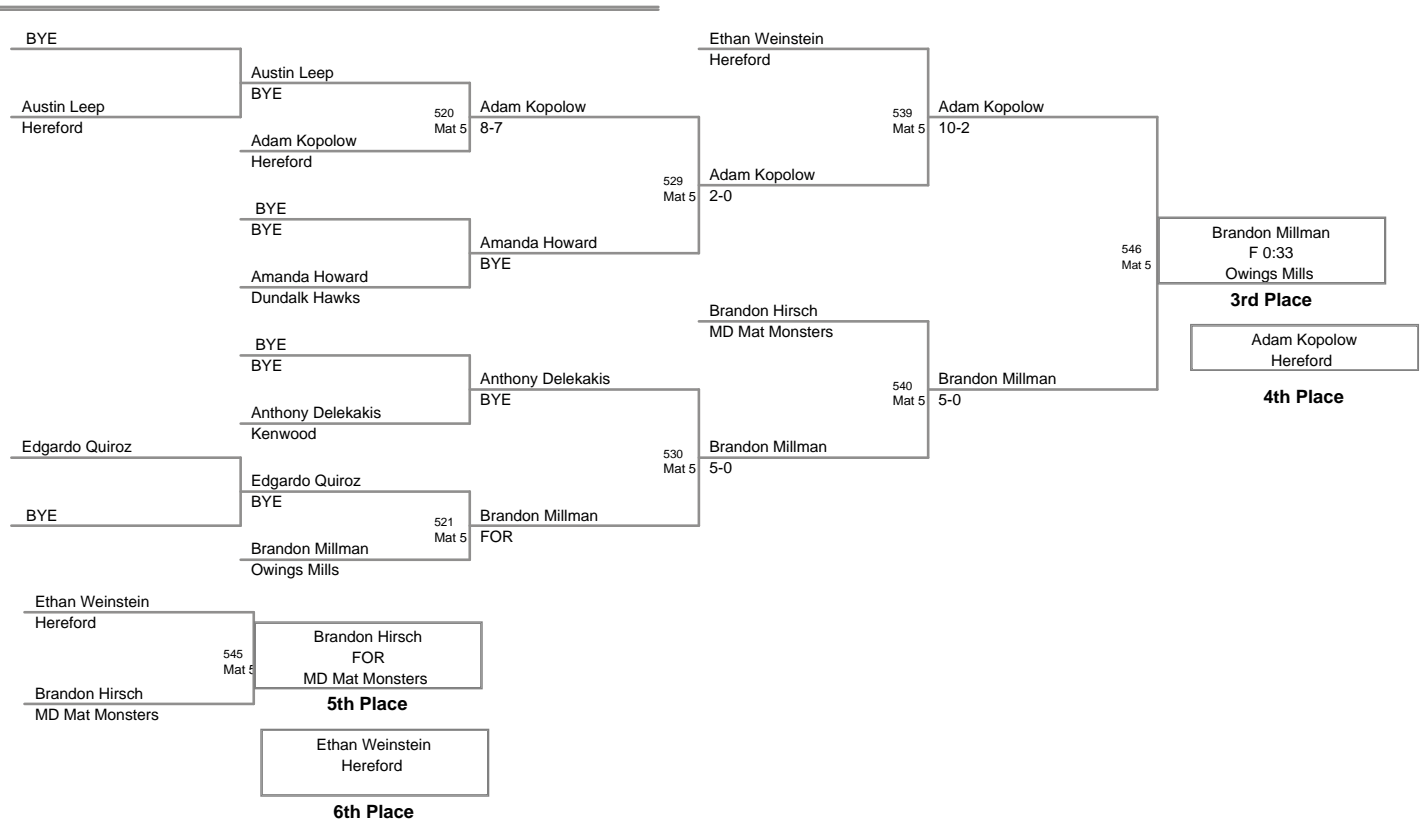 BYE
Austin Leep
Hereford
Austin Leep
BYE
Adam Kopolow
Hereford
520
Mat 5
BYE
BYE
Amanda Howard
Dundalk Hawks
BYE
BYE
Anthony Delekakis
Kenwood
Edgardo Quiroz
BYE
Edgardo Quiroz
BYE
Brandon Millman
Owings Mills
521
Mat 5
Adam Kopolow
8-7
Amanda Howard
BYE
529
Mat 5
Anthony Delekakis
BYE
Brandon Millman
FOR
530
Mat 5
Ethan Weinstein
Hereford
Adam Kopolow
2-0
539
Mat 5
Brandon Hirsch
MD Mat Monsters
Brandon Millman
5-0
540
Mat 5
Adam Kopolow
10-2
Brandon Millman
5-0
546
Mat 5
Brandon Millman
F 0:33
Owings Mills
3rd Place
Adam Kopolow
Hereford
4th Place
Ethan Weinstein
Hereford
Brandon Hirsch
MD Mat Monsters
545
Mat 5
Brandon Hirsch
FOR
MD Mat Monsters
5th Place
Ethan Weinstein
Hereford
6th Place